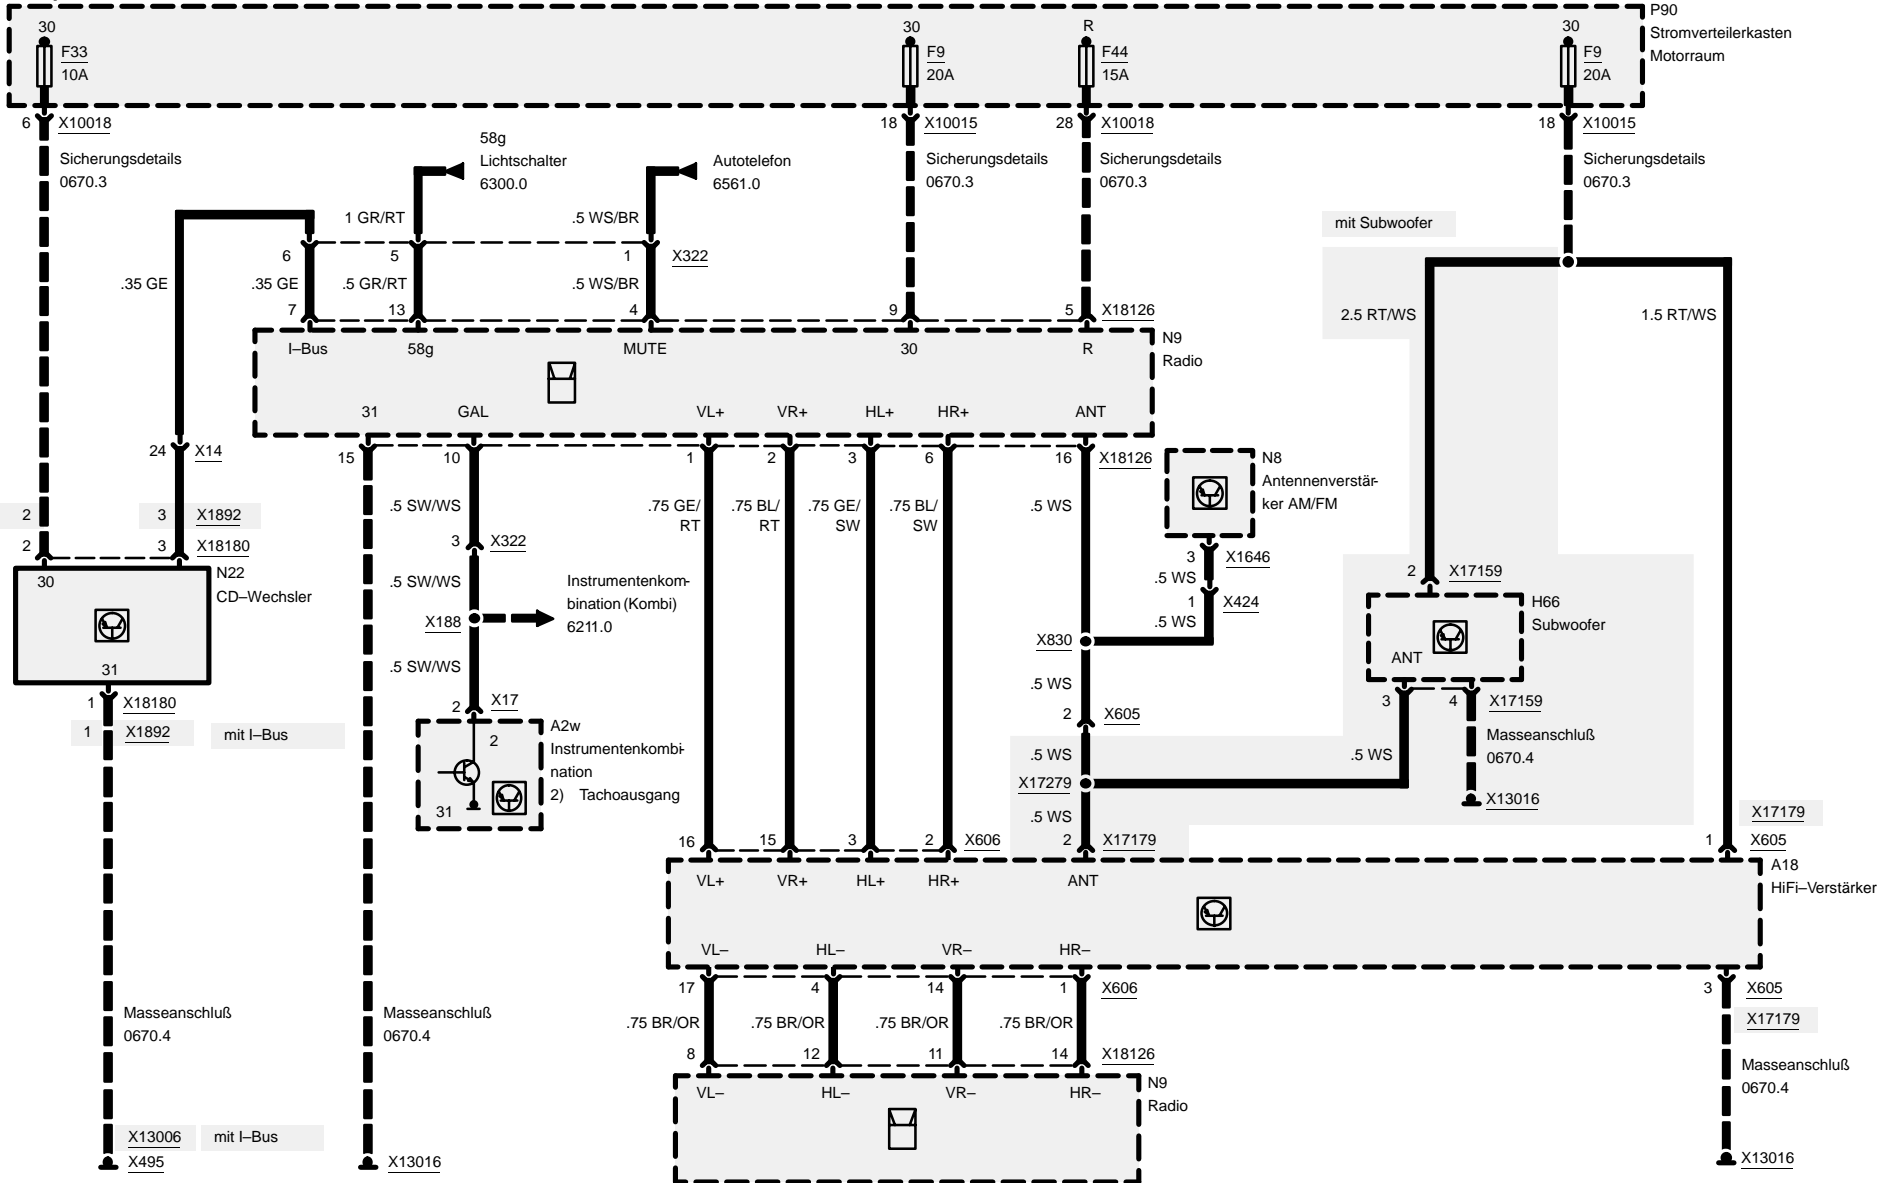 P90
Stromverteilerkasten
Motorraum
30
F33
10A
30
F9
20A
R
F44
15A
30
F9
20A
6 X10018
18 X10015
28 X10018
18 X10015
Sicherungsdetails
0670.3
58g
Lichtschalter
6300.0
Autotelefon
6561.0
Sicherungsdetails
0670.3
Sicherungsdetails
0670.3
Sicherungsdetails
0670.3
1 GR/RT
.5 WS/BR
mit Subwoofer
6 5 1 X322
.35 GE
.35 GE
.5 GR/RT
.5 WS/BR
2.5 RT/WS
1.5 RT/WS
7 13 4 9 5 X18126
N9
Radio
I–Bus 58g MUTE 30 R
31 GAL VL+ VR+ HL+ HR+ ANT
24 X14
15 10 1 2 3 6 16 X18126
N8
Antennenverstär-
ker AM/FM
.5 SW/WS
.75 GE/
RT
.75 BL/
RT
.75 GE/
SW
.75 BL/
SW
.5 WS
2 3 X1892
2 3 X18180
3 X322
3 X1646
N22
CD–Wechsler
30
31
.5 SW/WS
Instrumentenkom-
bination (Kombi)
6211.0
X188
.5 WS
1 X424
.5 WS
X830
2 X17159
H66
Subwoofer
ANT
.5 SW/WS
.5 WS
1 X18180
1 X1892
mit I–Bus
2 X17
2 X605
3 4 X17159
A2w
Instrumentenkombi-
nation
2) Tachoausgang
2
31
.5 WS
X17279
.5 WS
.5 WS
Masseanschluß
0670.4
X13016
X17179
16 15 3 2 X606
2 X17179
1 X605
A18
HiFi–Verstärker
VL+ VR+ HL+ HR+ ANT
VL– HL– VR– HR–
17 4 14 1 X606
3 X605
X17179
Masseanschluß
0670.4
Masseanschluß
0670.4
.75 BR/OR
.75 BR/OR
.75 BR/OR
.75 BR/OR
8 12 11 14 X18126
Masseanschluß
0670.4
N9
Radio
VL– HL– VR– HR–
X13006 mit I–Bus
X495
X13016
X13016